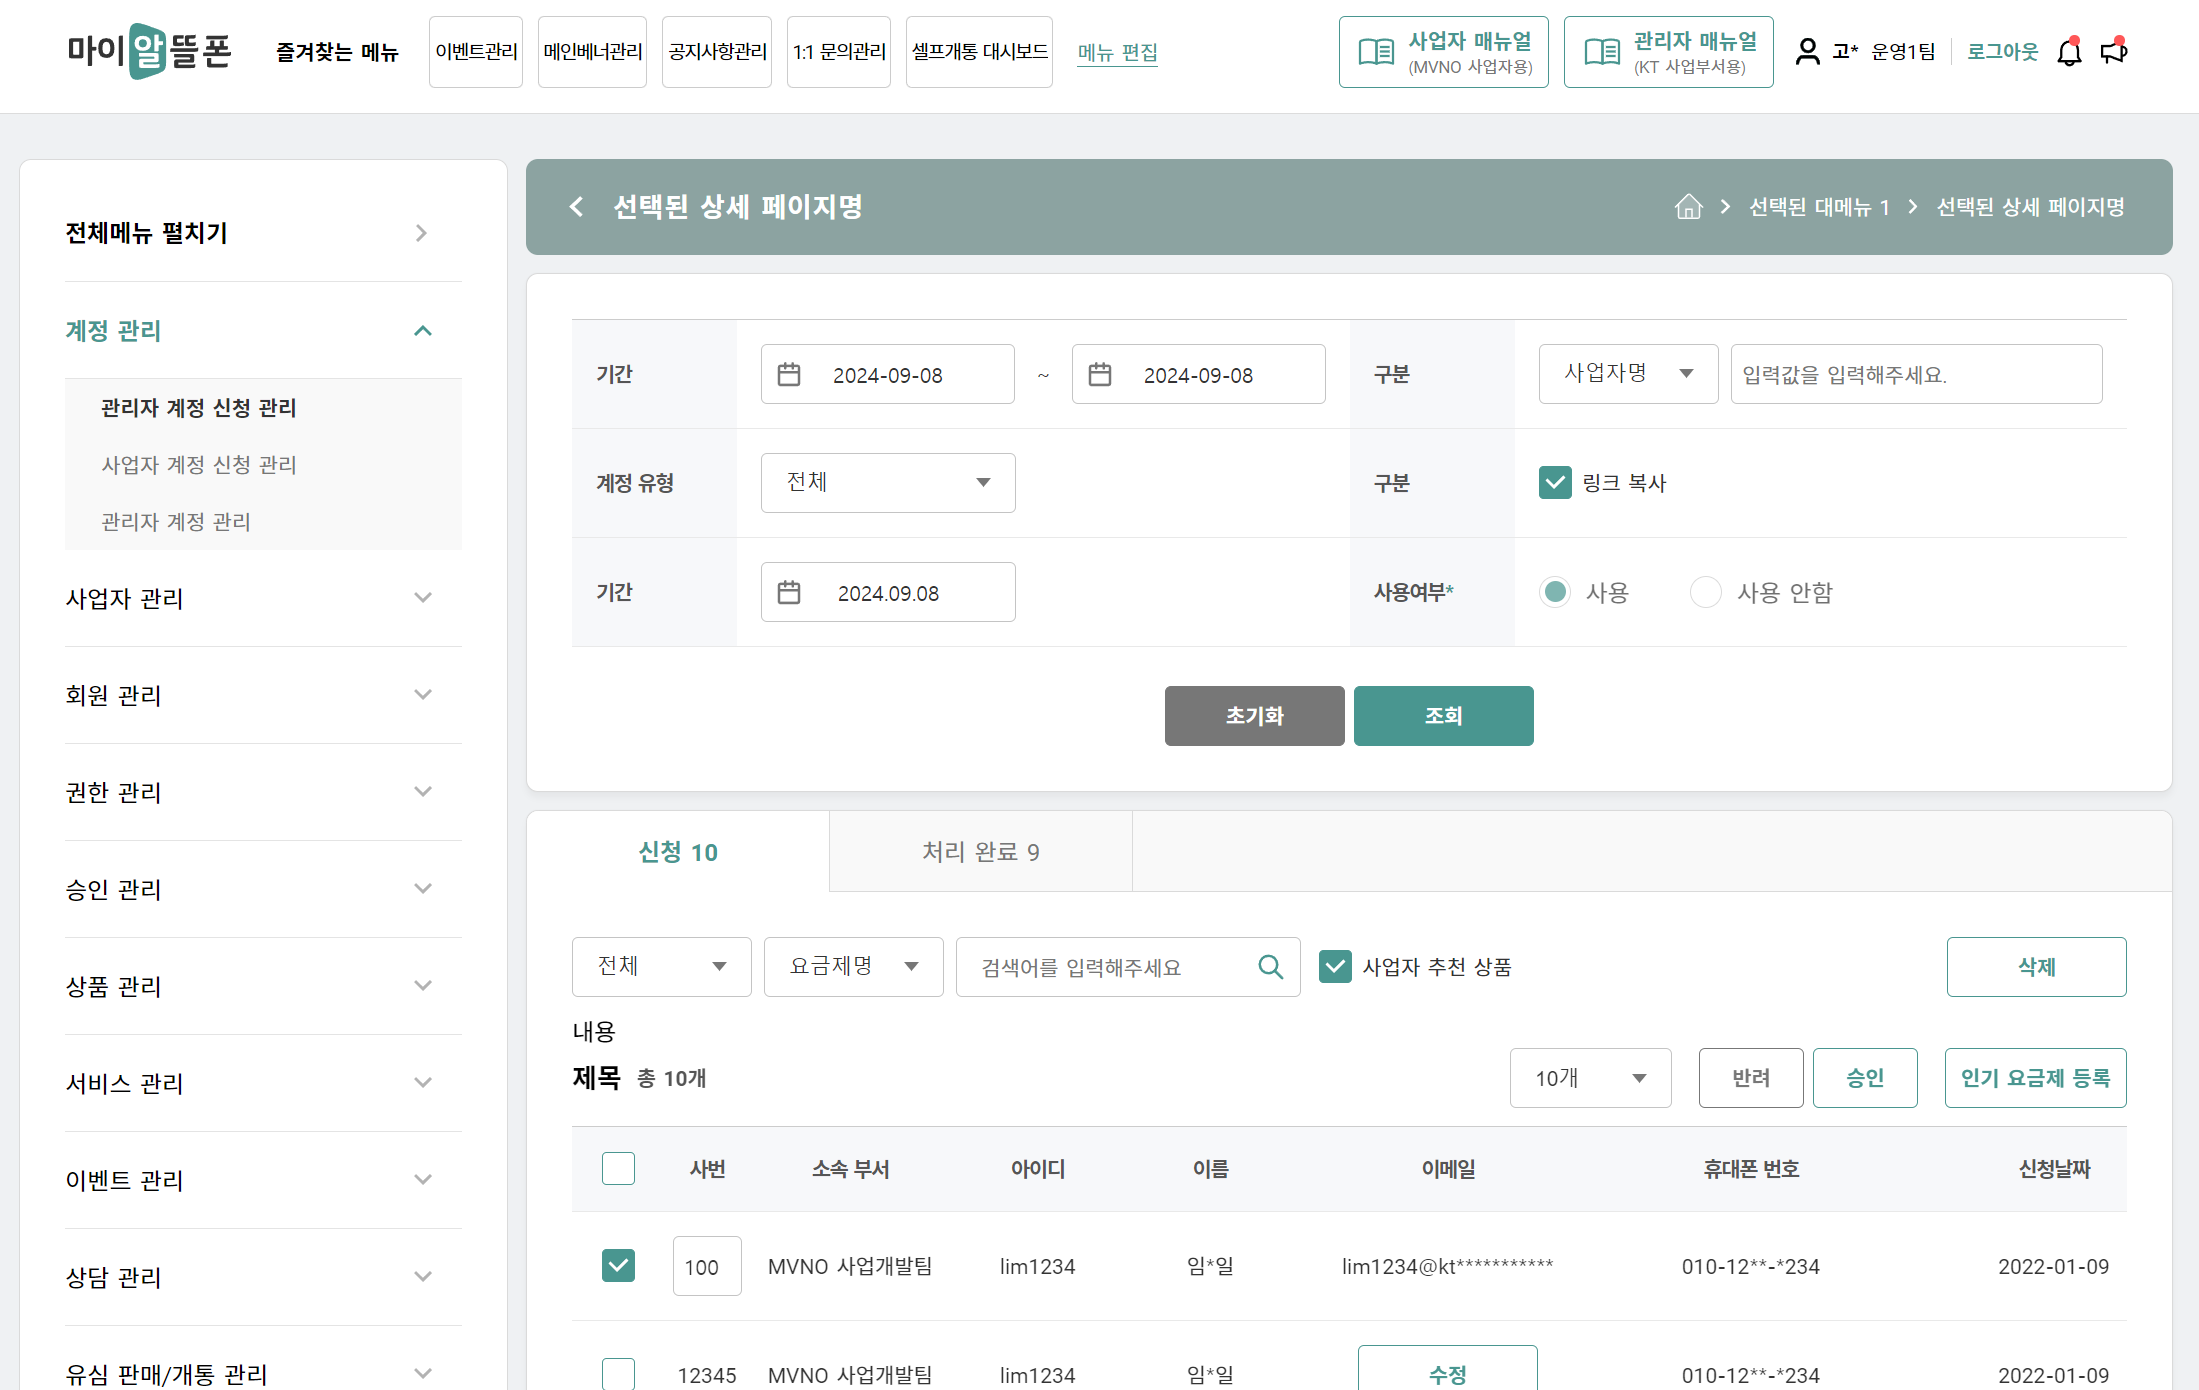 마이알뜰폰
즐겨찾는 메뉴
이벤트관리
메인베너관리
공지사항관리
1:1 문의관리
셀프개통 대시보드
메뉴 편집
사업자 매뉴얼
(MVNO 사업자용)
관리자 매뉴얼
(KT 사업부서용)
고* 운영1팀
로그아웃
전체메뉴 펼치기
계정 관리
관리자 계정 신청 관리
사업자 계정 신청 관리
관리자 계정 관리
사업자 관리
회원 관리
권한 관리
승인 관리
상품 관리
서비스 관리
이벤트 관리
상담 관리
유심 판매/개통 관리
선택된 상세 페이지명
선택된 대메뉴 1
선택된 상세 페이지명
기간
2024-09-08 ~ 2024-09-08
구분
사업자명
입력값을 입력해주세요.
계정 유형
전체
구분
링크 복사
기간
2024.09.08
사용여부*
사용
사용 안함
초기화
조회
신청 10
처리 완료 9
전체
요금제명
검색어를 입력해주세요
사업자 추천 상품
삭제
내용
제목 총 10개
10개
반려
승인
인기 요금제 등록
사번 소속 부서 아이디 이름 이메일 휴대폰 번호 신청날짜
100 MVNO 사업개발팀 lim1234 임*일 lim1234@kt*********** 010-12**-*234 2022-01-09
12345 MVNO 사업개발팀 lim1234 임*일 수정 010-12**-*234 2022-01-09